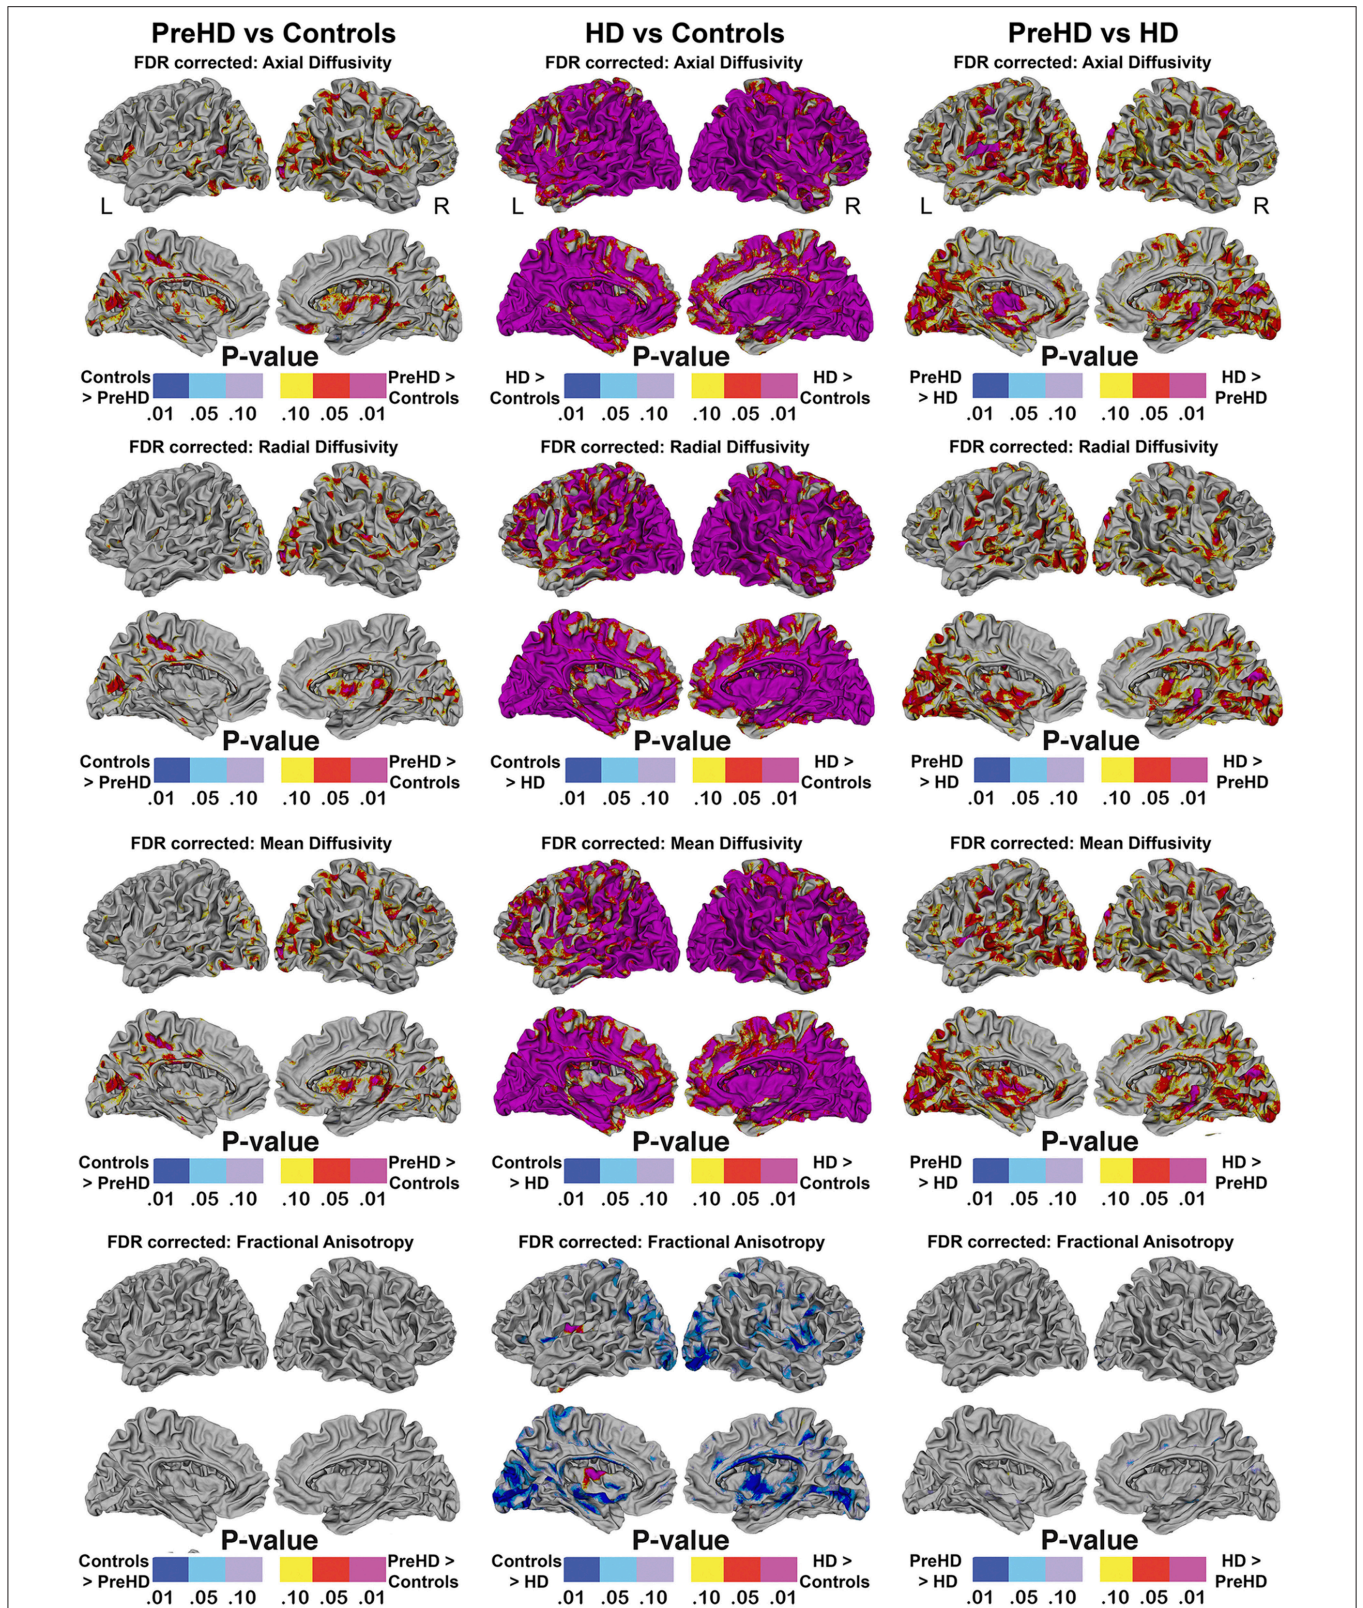 PreHD vs Controls HD vs Controls PreHD vs HD
FDR corrected: Axial Diffusivity FDR corrected: Axial Diffusivity FDR corrected: Axial Diffusivity
L R L R L R
P-value P-value P-value
Controls > PreHD PreHD > Controls HD > Controls HD > Controls PreHD > HD HD > PreHD
.01 .05 .10 .10 .05 .01 .01 .05 .10 .10 .05 .01 .01 .05 .10 .10 .05 .01
FDR corrected: Radial Diffusivity FDR corrected: Radial Diffusivity FDR corrected: Radial Diffusivity
P-value P-value P-value
Controls > PreHD PreHD > Controls Controls > HD HD > Controls PreHD > HD HD > PreHD
.01 .05 .10 .10 .05 .01 .01 .05 .10 .10 .05 .01 .01 .05 .10 .10 .05 .01
FDR corrected: Mean Diffusivity FDR corrected: Mean Diffusivity FDR corrected: Mean Diffusivity
P-value P-value P-value
Controls > PreHD PreHD > Controls Controls > HD HD > Controls PreHD > HD HD > PreHD
.01 .05 .10 .10 .05 .01 .01 .05 .10 .10 .05 .01 .01 .05 .10 .10 .05 .01
FDR corrected: Fractional Anisotropy FDR corrected: Fractional Anisotropy FDR corrected: Fractional Anisotropy
P-value P-value P-value
Controls > PreHD PreHD > Controls Controls > HD HD > Controls PreHD > HD HD > PreHD
.01 .05 .10 .10 .05 .01 .01 .05 .10 .10 .05 .01 .01 .05 .10 .10 .05 .01